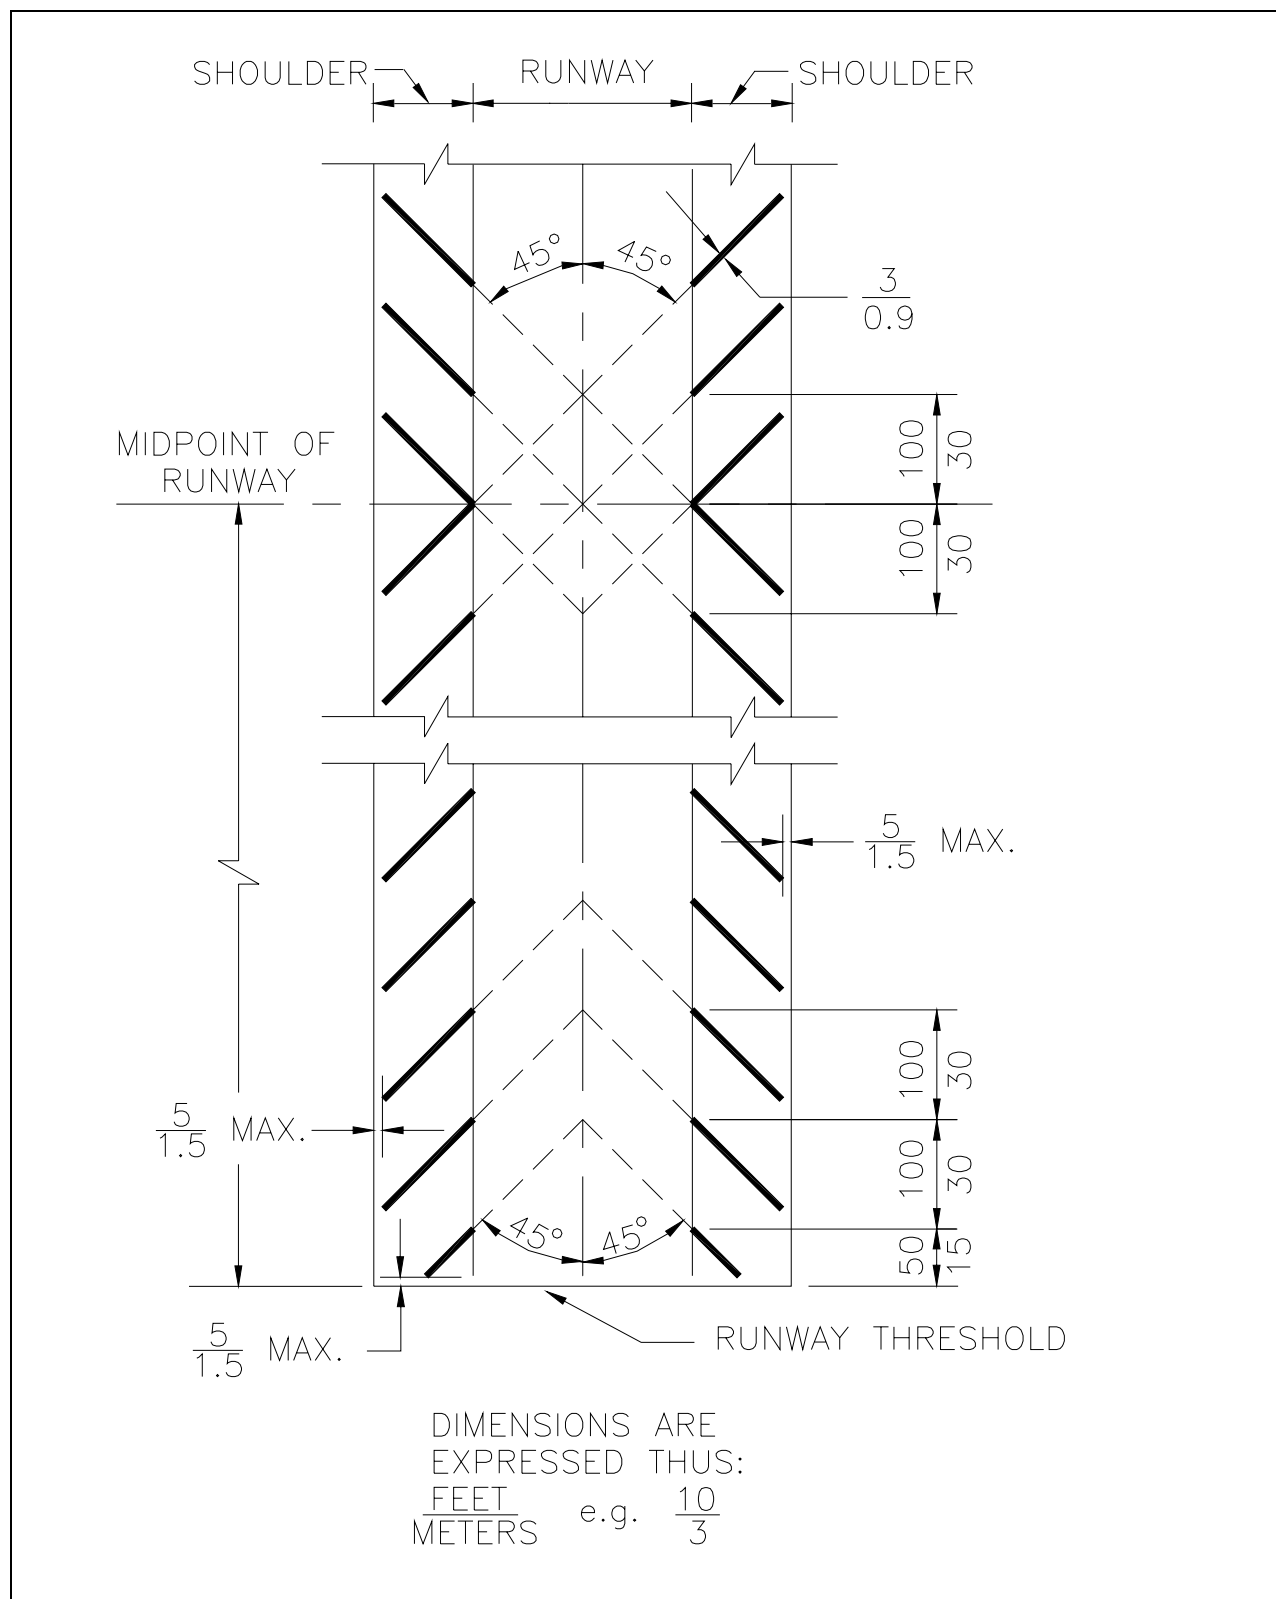 SHOULDER
RUNWAY
SHOULDER
45°
45°
3
0.9
MIDPOINT OF
RUNWAY
100
30
100
30
5
1.5
MAX.
100
30
5
1.5
MAX.
100
30
45°
45°
50
15
5
1.5
MAX.
RUNWAY THRESHOLD
DIMENSIONS ARE
EXPRESSED THUS:
FEET
METERS
e.g.
10
3